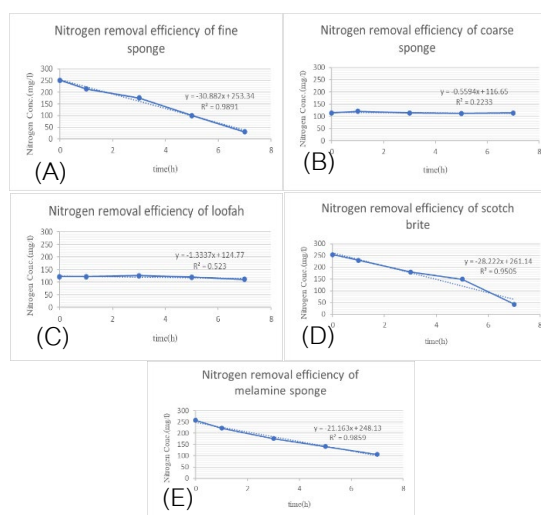 Nitrogen removal efficiency of fine
sponge
Nitrogen Conc.(mg/l)
300
250
200
150
100
50
0
y = -30.882x + 253.34
R² = 0.9891
0 2 4 6 8
time(h)
(A)
Nitrogen removal efficiency of coarse
sponge
Nitrogen Conc.(mg/l)
300
250
200
150
100
50
0
y = -0.5594x + 116.65
R² = 0.2233
0 2 4 6 8
time(h)
(B)
Nitrogen removal efficiency of loofah
Nitrogen Conc.(mg/l)
300
250
200
150
100
50
0
y = -1.3337x + 124.77
R² = 0.523
0 2 4 6 8
time(h)
(C)
Nitrogen removal efficiency of scotch
brite
Nitrogen Conc.(mg/l)
300
250
200
150
100
50
0
y = -28.222x + 261.14
R² = 0.9505
0 2 4 6 8
time(h)
(D)
Nitrogen removal efficiency of
melamine sponge
Nitrogen Conc.(mg/l)
300
250
200
150
100
50
0
y = -21.163x + 248.13
R² = 0.9859
0 2 4 6 8
time(h)
(E)